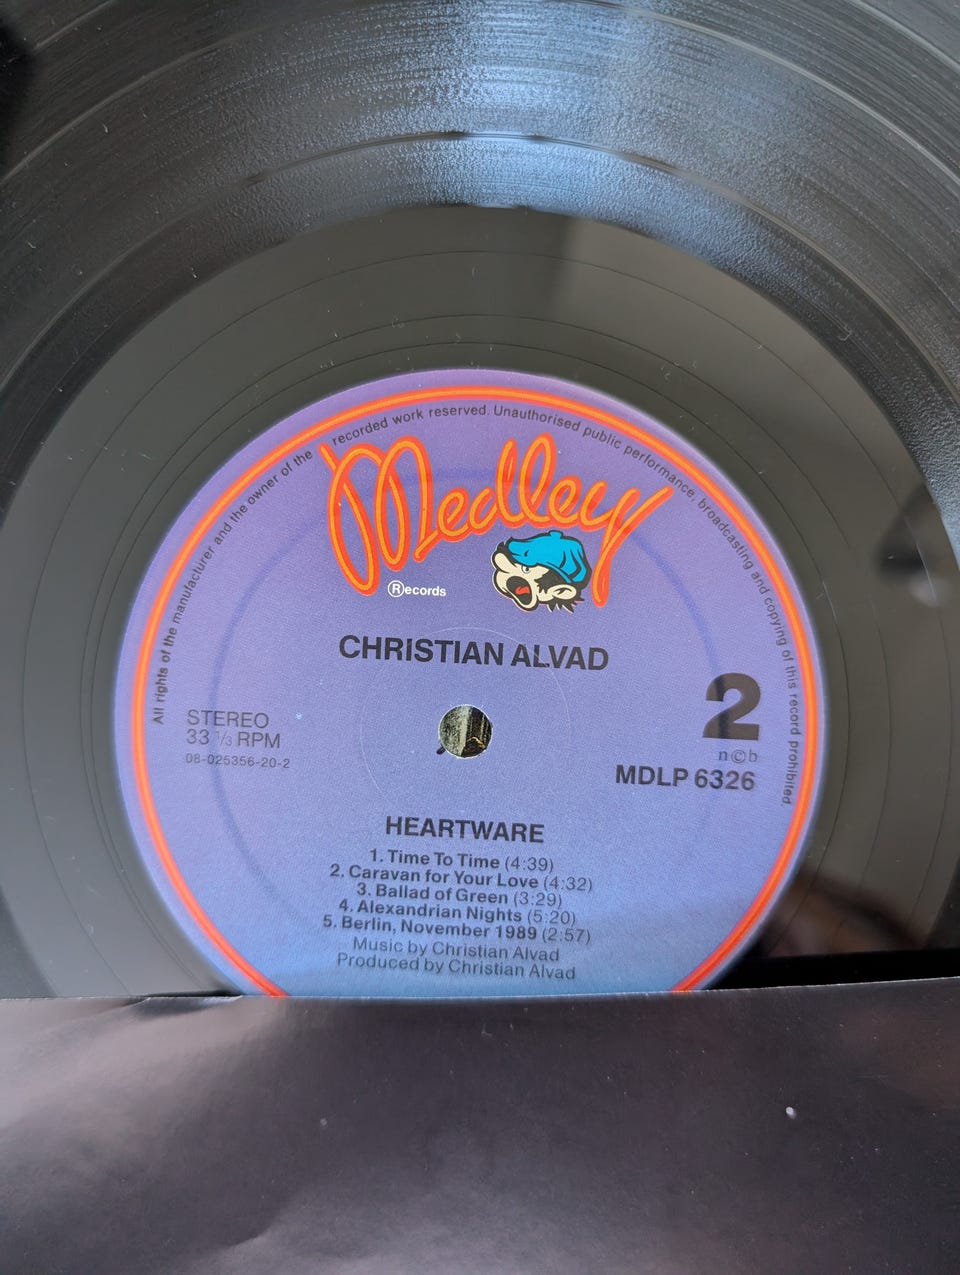 All rights of the manufacturer and the owner of the recorded work reserved. Unauthorised public performance, broadcasting and copying of this record prohibited.
Medley
®ecords
CHRISTIAN ALVAD
STEREO
33 ⅓ RPM
08-025356-20-2
2
n©b
MDLP 6326
HEARTWARE
1. Time To Time (4:39)
2. Caravan for Your Love (4:32)
3. Ballad of Green (3:29)
4. Alexandrian Nights (5:20)
5. Berlin, November 1989 (2:57)
Music by Christian Alvad
Produced by Christian Alvad